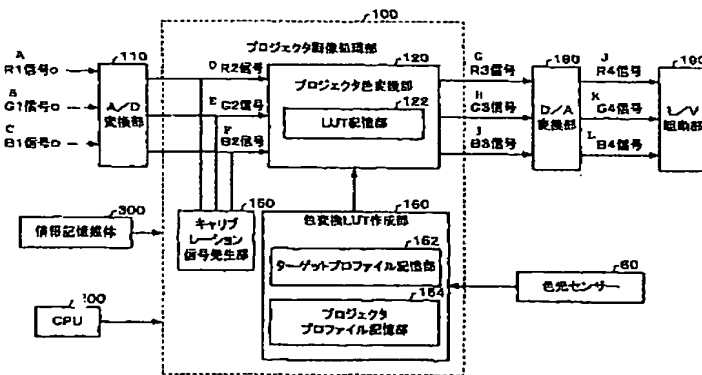 100
プロジェクタ画像処理部
A
R1信号
B
G1信号
C
B1信号
110
A/D
変換部
D R2信号
E G2信号
F
B2信号
120
プロジェクタ色変換部
122
LUT記憶部
G
R3信号
H
G3信号
J
B3信号
180
D/A
変換部
J
R4信号
K
G4信号
L
B4信号
190
L/V
駆動部
150
キャリブ
レーション
信号発生部
160
色変換LUT作成部
162
ターゲットプロファイル記憶部
164
プロジェクタ
プロファイル記憶部
300
情報記憶媒体
CPU
60
色光センサー